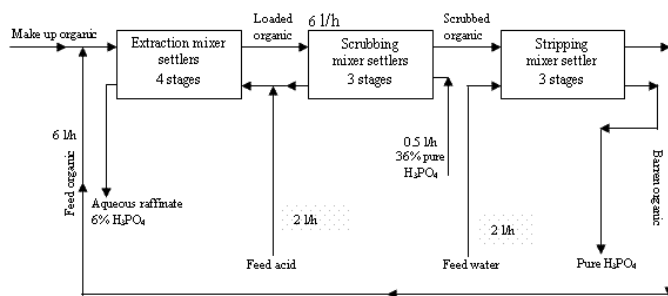 Make up organic
Extraction mixer
settlers
4 stages
Loaded
organic
6 l/h
Scrubbing
mixer settlers
3 stages
Scrubbed
organic
Stripping
mixer settler
3 stages
6 l/h
Feed organic
Aqueous raffinate
6% H₃PO₄
2 l/h
Feed acid
0.5 l/h
36% pure
H₃PO₄
2 l/h
Feed water
Pure H₃PO₄
Barren organic